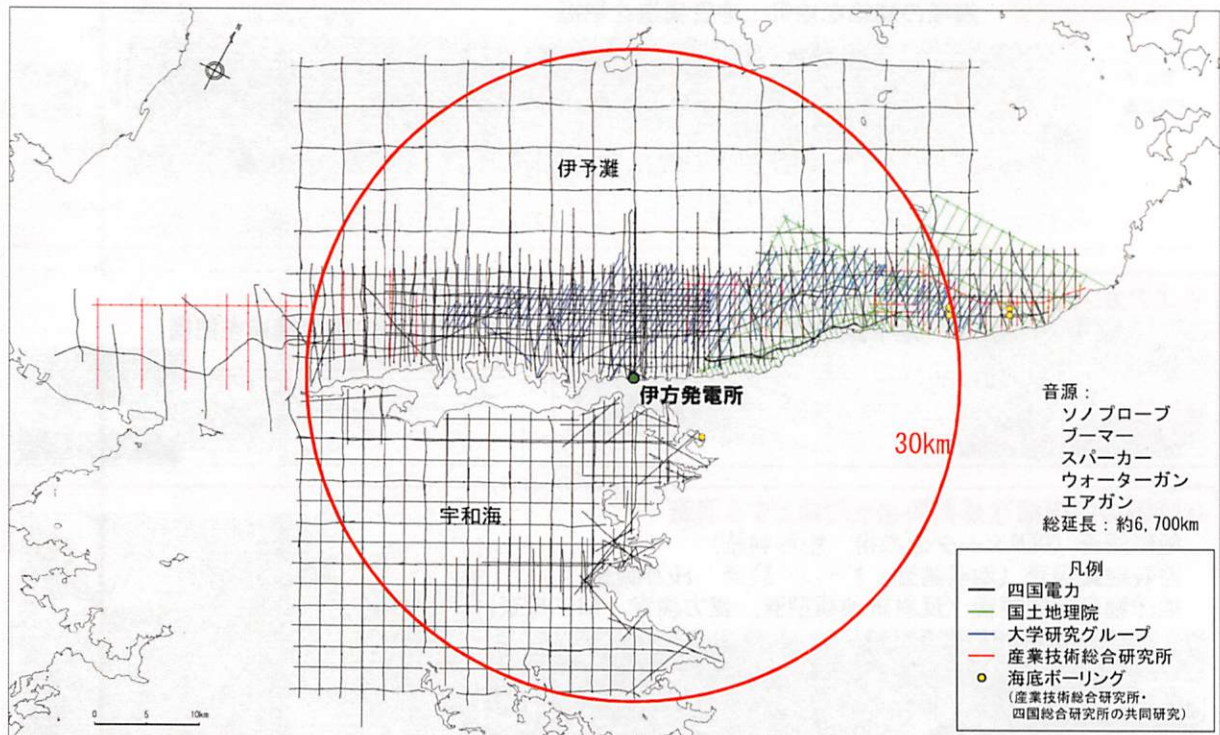 伊予灘
伊方発電所
30km
宇和海
音源：
ソノプローブ
ブーマー
スパーカー
ウォーターガン
エアガン
総延長：約6,700km
凡例
四国電力
国土地理院
大学研究グループ
産業技術総合研究所
海底ボーリング
(産業技術総合研究所・
四国総合研究所の共同研究)
0 5 10km